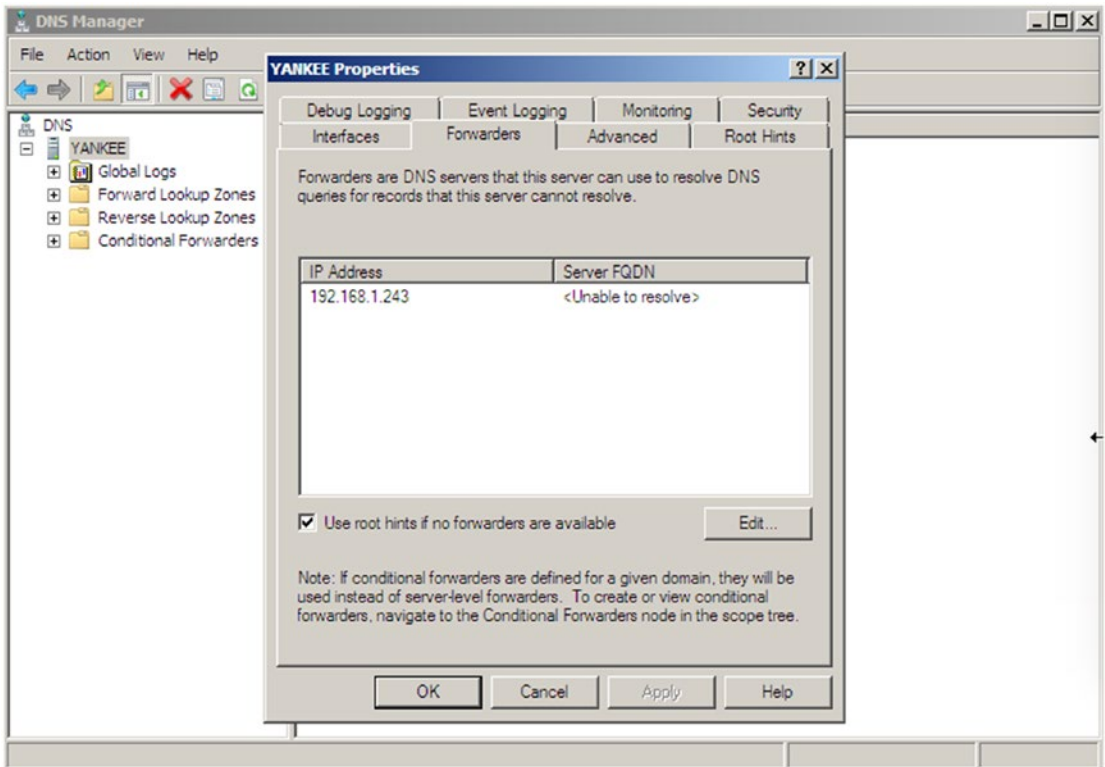 DNS Manager
File Action View Help
DNS
YANKEE
Global Logs
Forward Lookup Zones
Reverse Lookup Zones
Conditional Forwarders
YANKEE Properties
Debug Logging Event Logging Monitoring Security
Interfaces Forwarders Advanced Root Hints
Forwarders are DNS servers that this server can use to resolve DNS
queries for records that this server cannot resolve.
IP Address Server FQDN
192.168.1.243 <Unable to resolve>
Use root hints if no forwarders are available Edit...
Note: If conditional forwarders are defined for a given domain, they will be
used instead of server-level forwarders. To create or view conditional
forwarders, navigate to the Conditional Forwarders node in the scope tree.
OK Cancel Apply Help